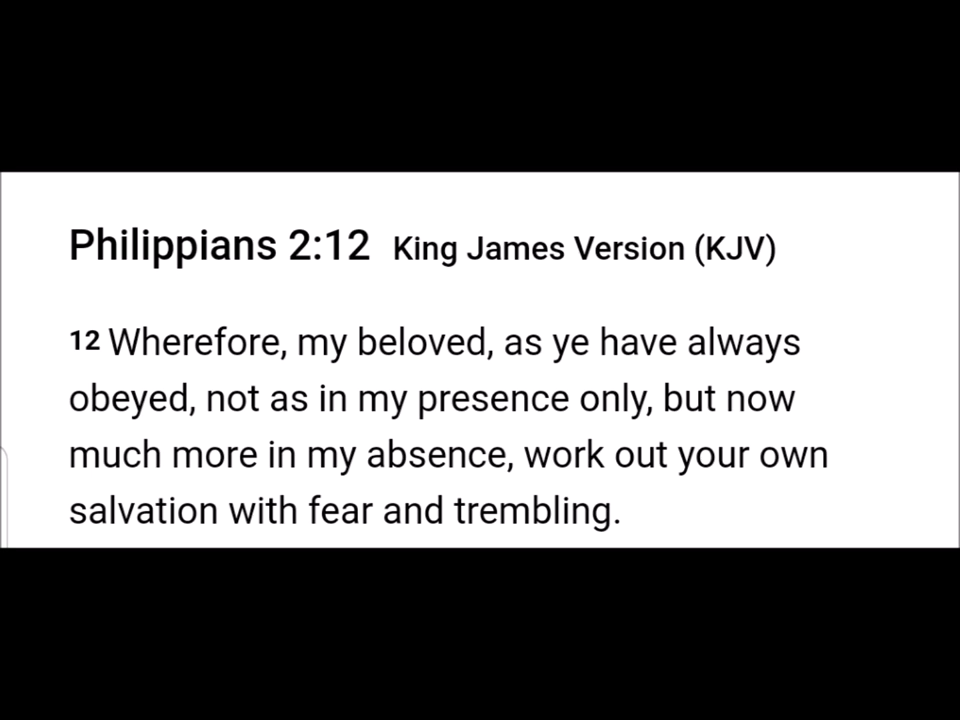 Philippians 2:12 King James Version (KJV)
12 Wherefore, my beloved, as ye have always
obeyed, not as in my presence only, but now
much more in my absence, work out your own
salvation with fear and trembling.